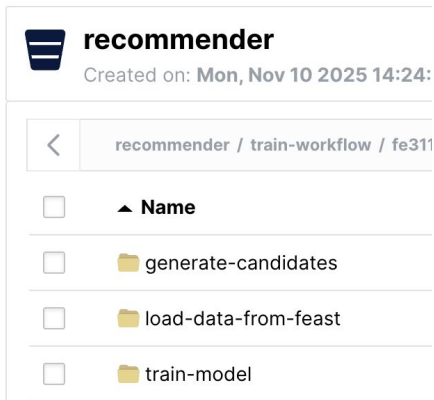 recommender
Created on: Mon, Nov 10 2025 14:24:
recommender / train-workflow / fe311
Name
generate-candidates
load-data-from-feast
train-model